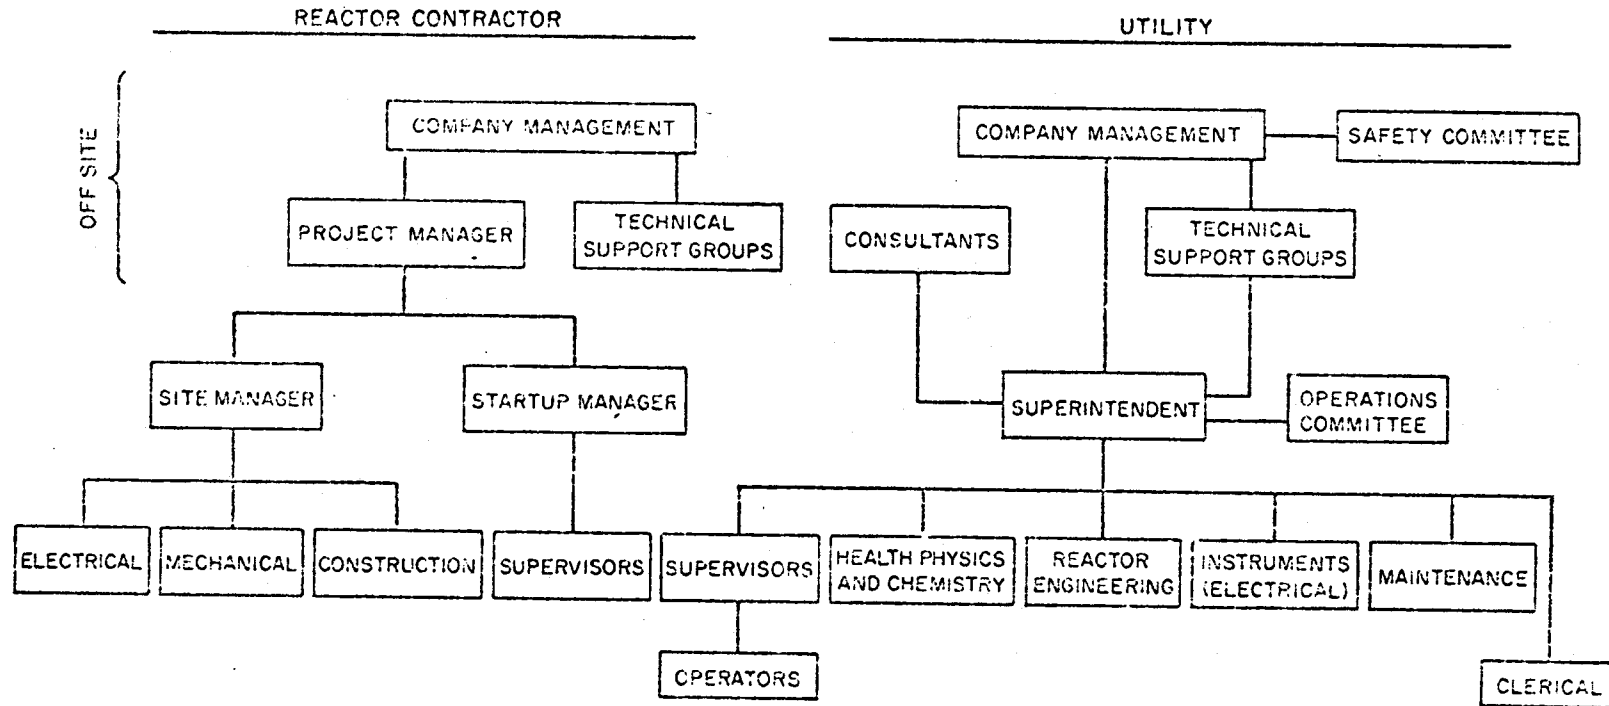 REACTOR CONTRACTOR
UTILITY
OFF SITE
COMPANY MANAGEMENT
COMPANY MANAGEMENT
SAFETY COMMITTEE
PROJECT MANAGER
TECHNICAL
SUPPORT GROUPS
CONSULTANTS
TECHNICAL
SUPPORT GROUPS
SITE MANAGER
STARTUP MANAGER
SUPERINTENDENT
OPERATIONS
COMMITTEE
ELECTRICAL
MECHANICAL
CONSTRUCTION
SUPERVISORS
SUPERVISORS
HEALTH PHYSICS
AND CHEMISTRY
REACTOR
ENGINEERING
INSTRUMENTS
(ELECTRICAL)
MAINTENANCE
OPERATORS
CLERICAL